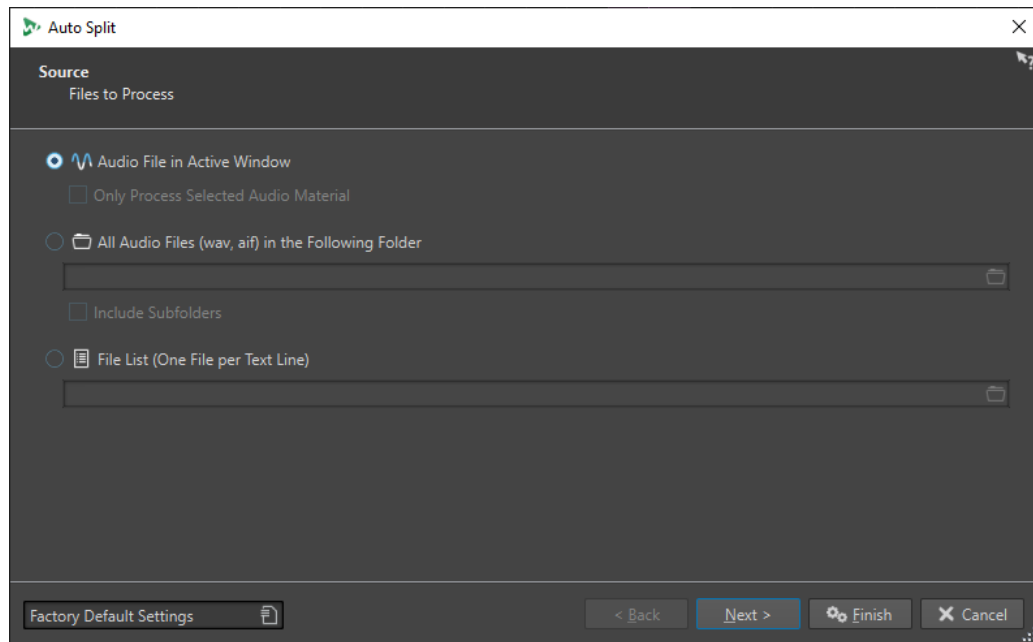 Auto Split
Source
Files to Process
Audio File in Active Window
Only Process Selected Audio Material
All Audio Files (wav, aif) in the Following Folder
Include Subfolders
File List (One File per Text Line)
Factory Default Settings
< Back
Next >
Finish
Cancel